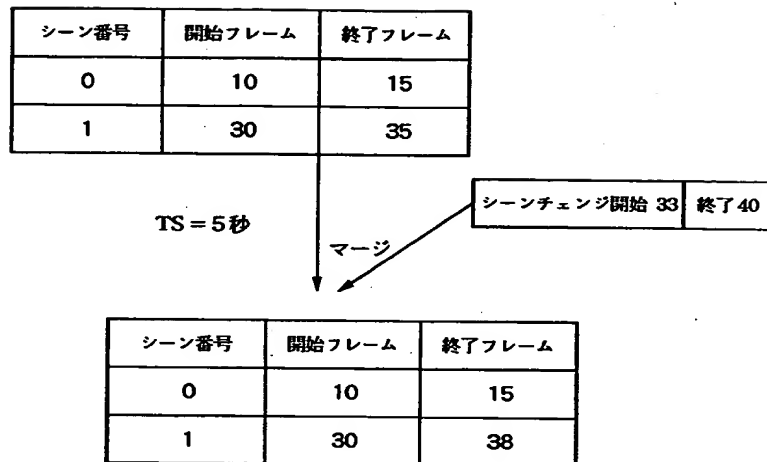 シーン番号 開始フレーム 終了フレーム
0 10 15
1 30 35
シーンチェンジ開始 33 終了40
TS=5秒
マージ
シーン番号 開始フレーム 終了フレーム
0 10 15
1 30 38